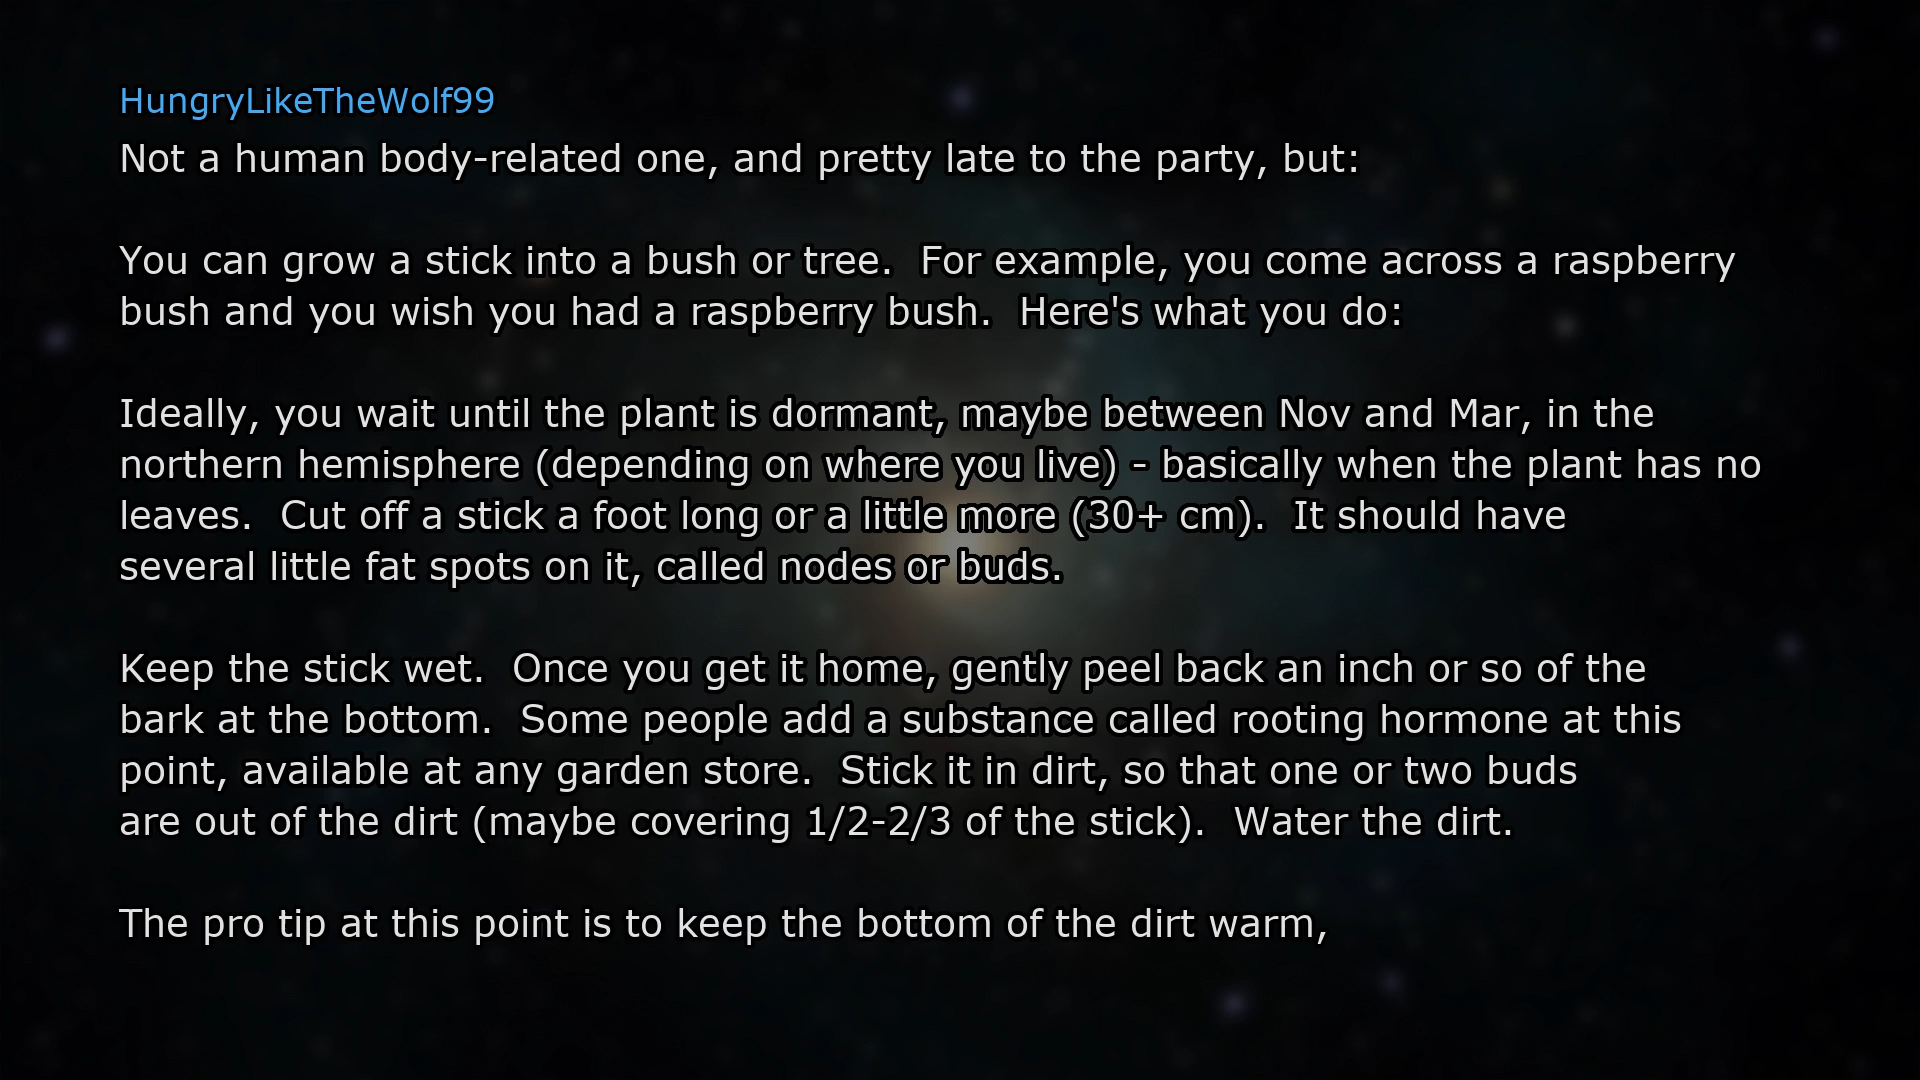 HungryLikeTheWolf99
Not a human body-related one, and pretty late to the party, but:
You can grow a stick into a bush or tree.  For example, you come across a raspberry
bush and you wish you had a raspberry bush.  Here's what you do:
Ideally, you wait until the plant is dormant, maybe between Nov and Mar, in the
northern hemisphere (depending on where you live) - basically when the plant has no
leaves.  Cut off a stick a foot long or a little more (30+ cm).  It should have
several little fat spots on it, called nodes or buds.
Keep the stick wet.  Once you get it home, gently peel back an inch or so of the
bark at the bottom.  Some people add a substance called rooting hormone at this
point, available at any garden store.  Stick it in dirt, so that one or two buds
are out of the dirt (maybe covering 1/2-2/3 of the stick).  Water the dirt.
The pro tip at this point is to keep the bottom of the dirt warm,